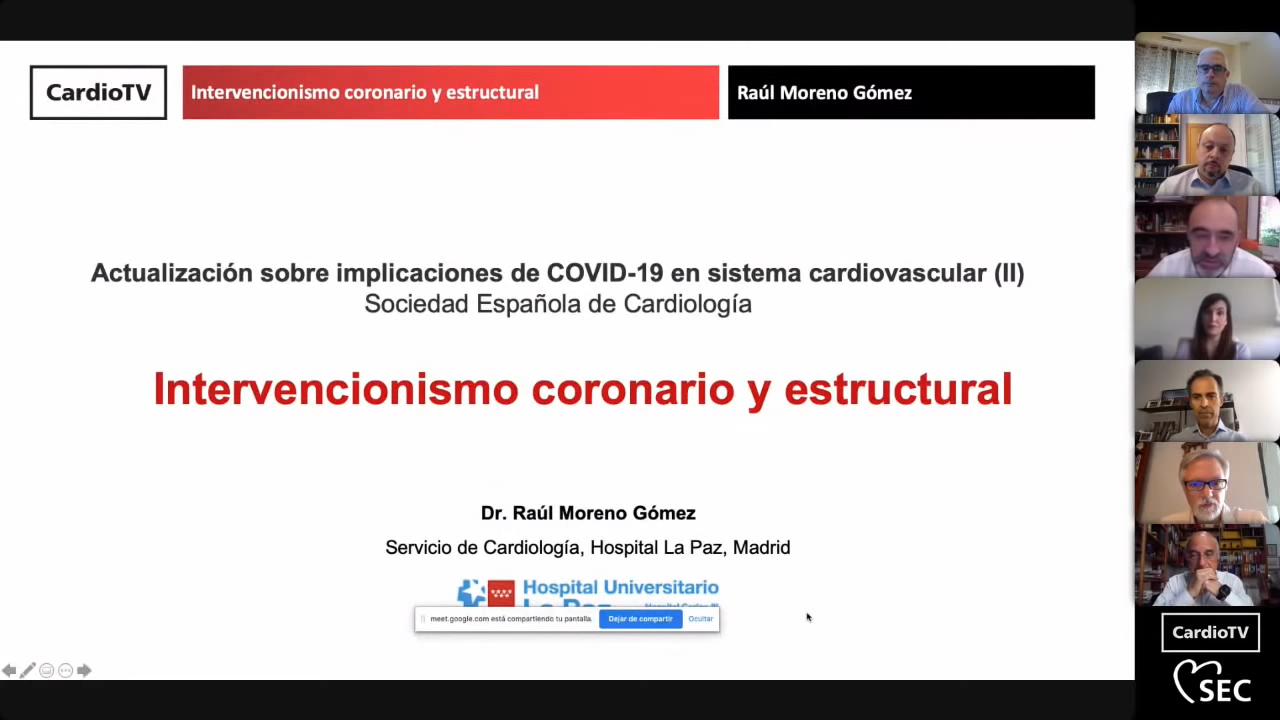 CardioTV
Intervencionismo coronario y estructural
Raúl Moreno Gómez
Actualización sobre implicaciones de COVID-19 en sistema cardiovascular (II)
Sociedad Española de Cardiología
Intervencionismo coronario y estructural
Dr. Raúl Moreno Gómez
Servicio de Cardiología, Hospital La Paz, Madrid
Hospital Universitario
La Paz
meet.google.com está compartiendo tu pantalla.
Dejar de compartir
Ocultar
CardioTV
SEC